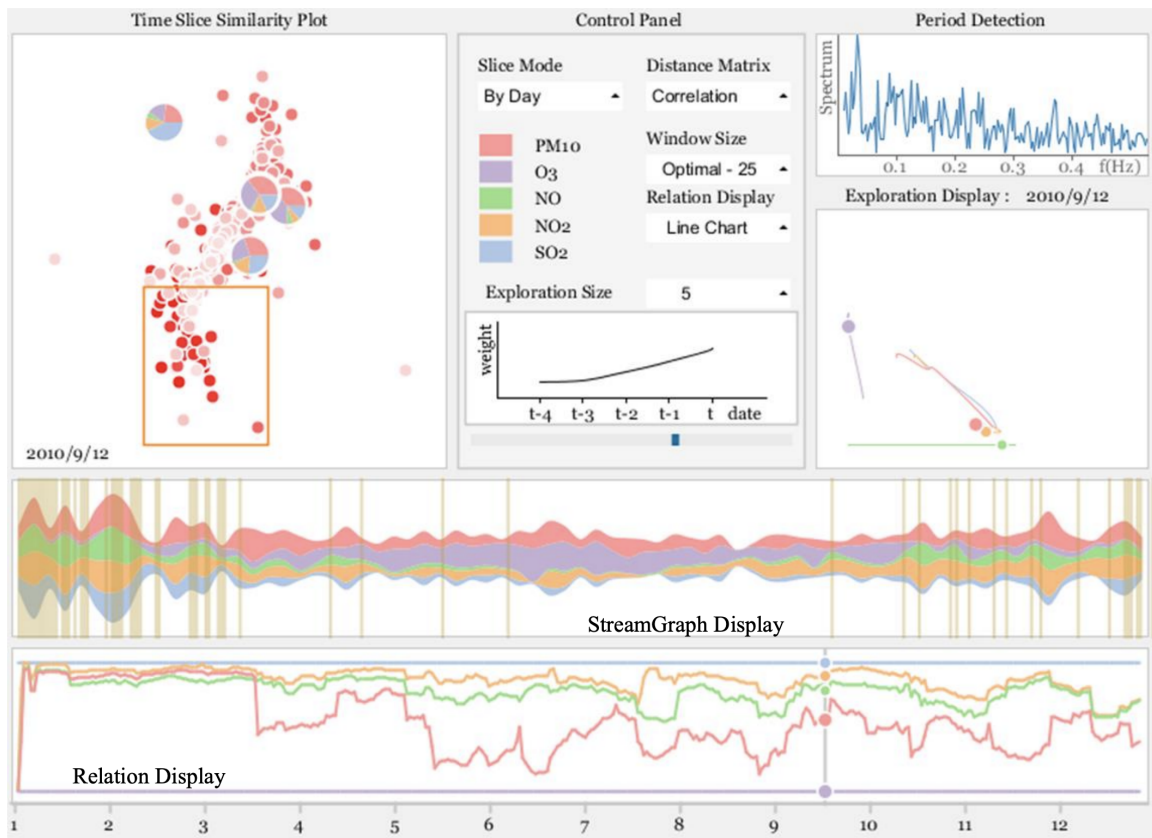 Time Slice Similarity Plot
2010/9/12
Control Panel
Slice Mode
By Day
Distance Matrix
Correlation
PM10
O3
NO
NO2
SO2
Window Size
Optimal - 25
Relation Display
Line Chart
Exploration Size
5
weight
t-4 t-3 t-2 t-1 t date
Period Detection
Spectrum
0.1 0.2 0.3 0.4 f(Hz)
Exploration Display : 2010/9/12
StreamGraph Display
Relation Display
1 2 3 4 5 6 7 8 9 10 11 12